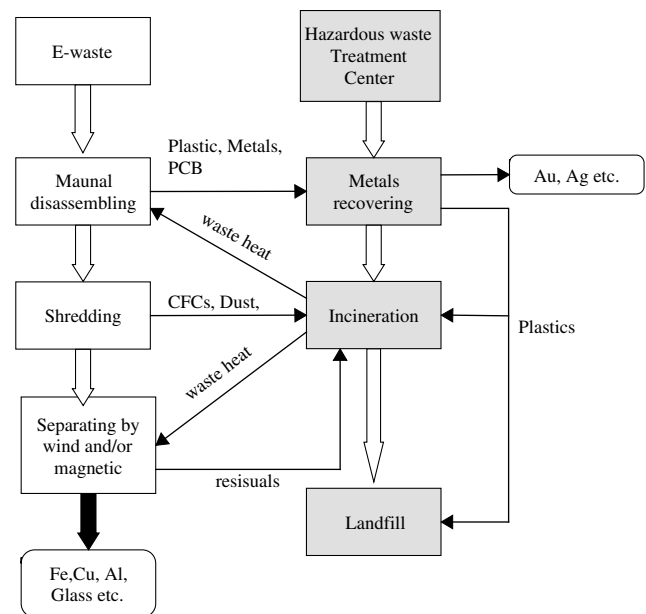 E-waste
Hazardous waste
Treatment
Center
Plastic, Metals,
PCB
Maunal
disassembling
Metals
recovering
Au, Ag etc.
waste heat
Shredding
CFCs, Dust,
Incineration
Plastics
waste heat
Separating by
wind and/or
magnetic
resisuals
Landfill
Fe,Cu, Al,
Glass etc.